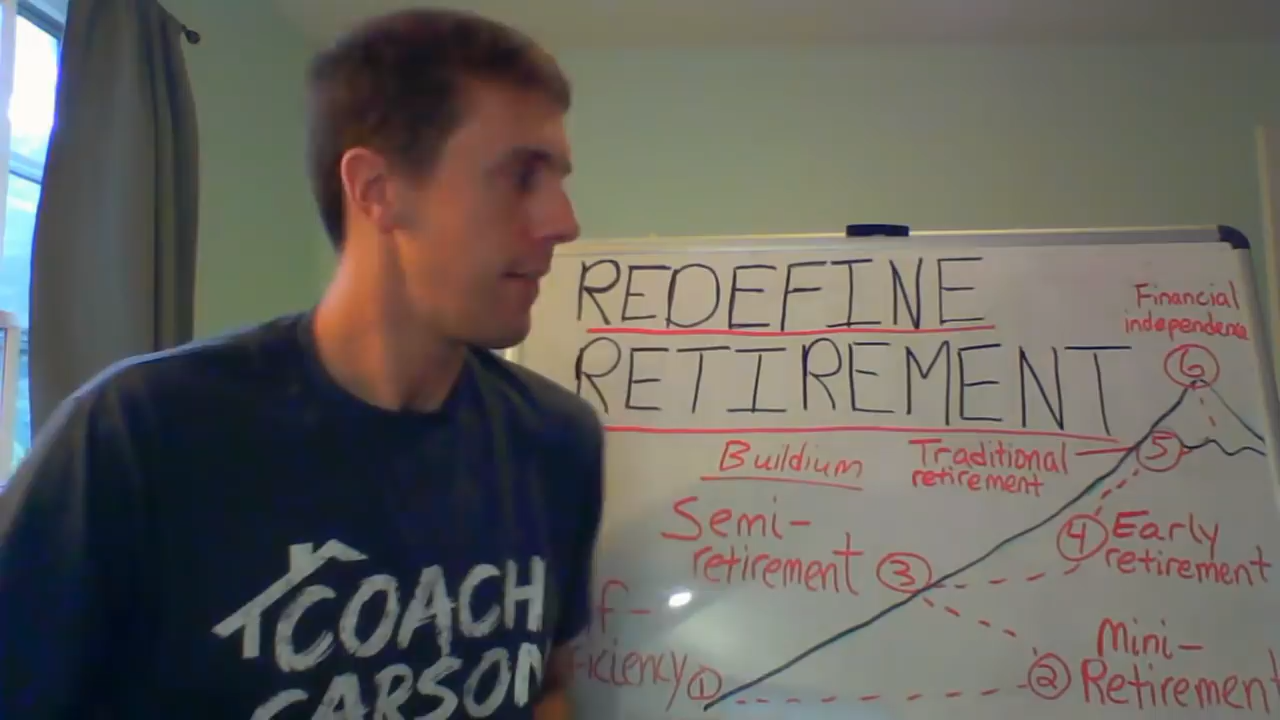 REDEFINE
RETIREMENT
Financial
independence
6
Buildium
Traditional
retirement
5
Semi-
retirement
3
4
Early
retirement
f-
ficiency
1
Mini-
Retirement
2
COACH
CARSON